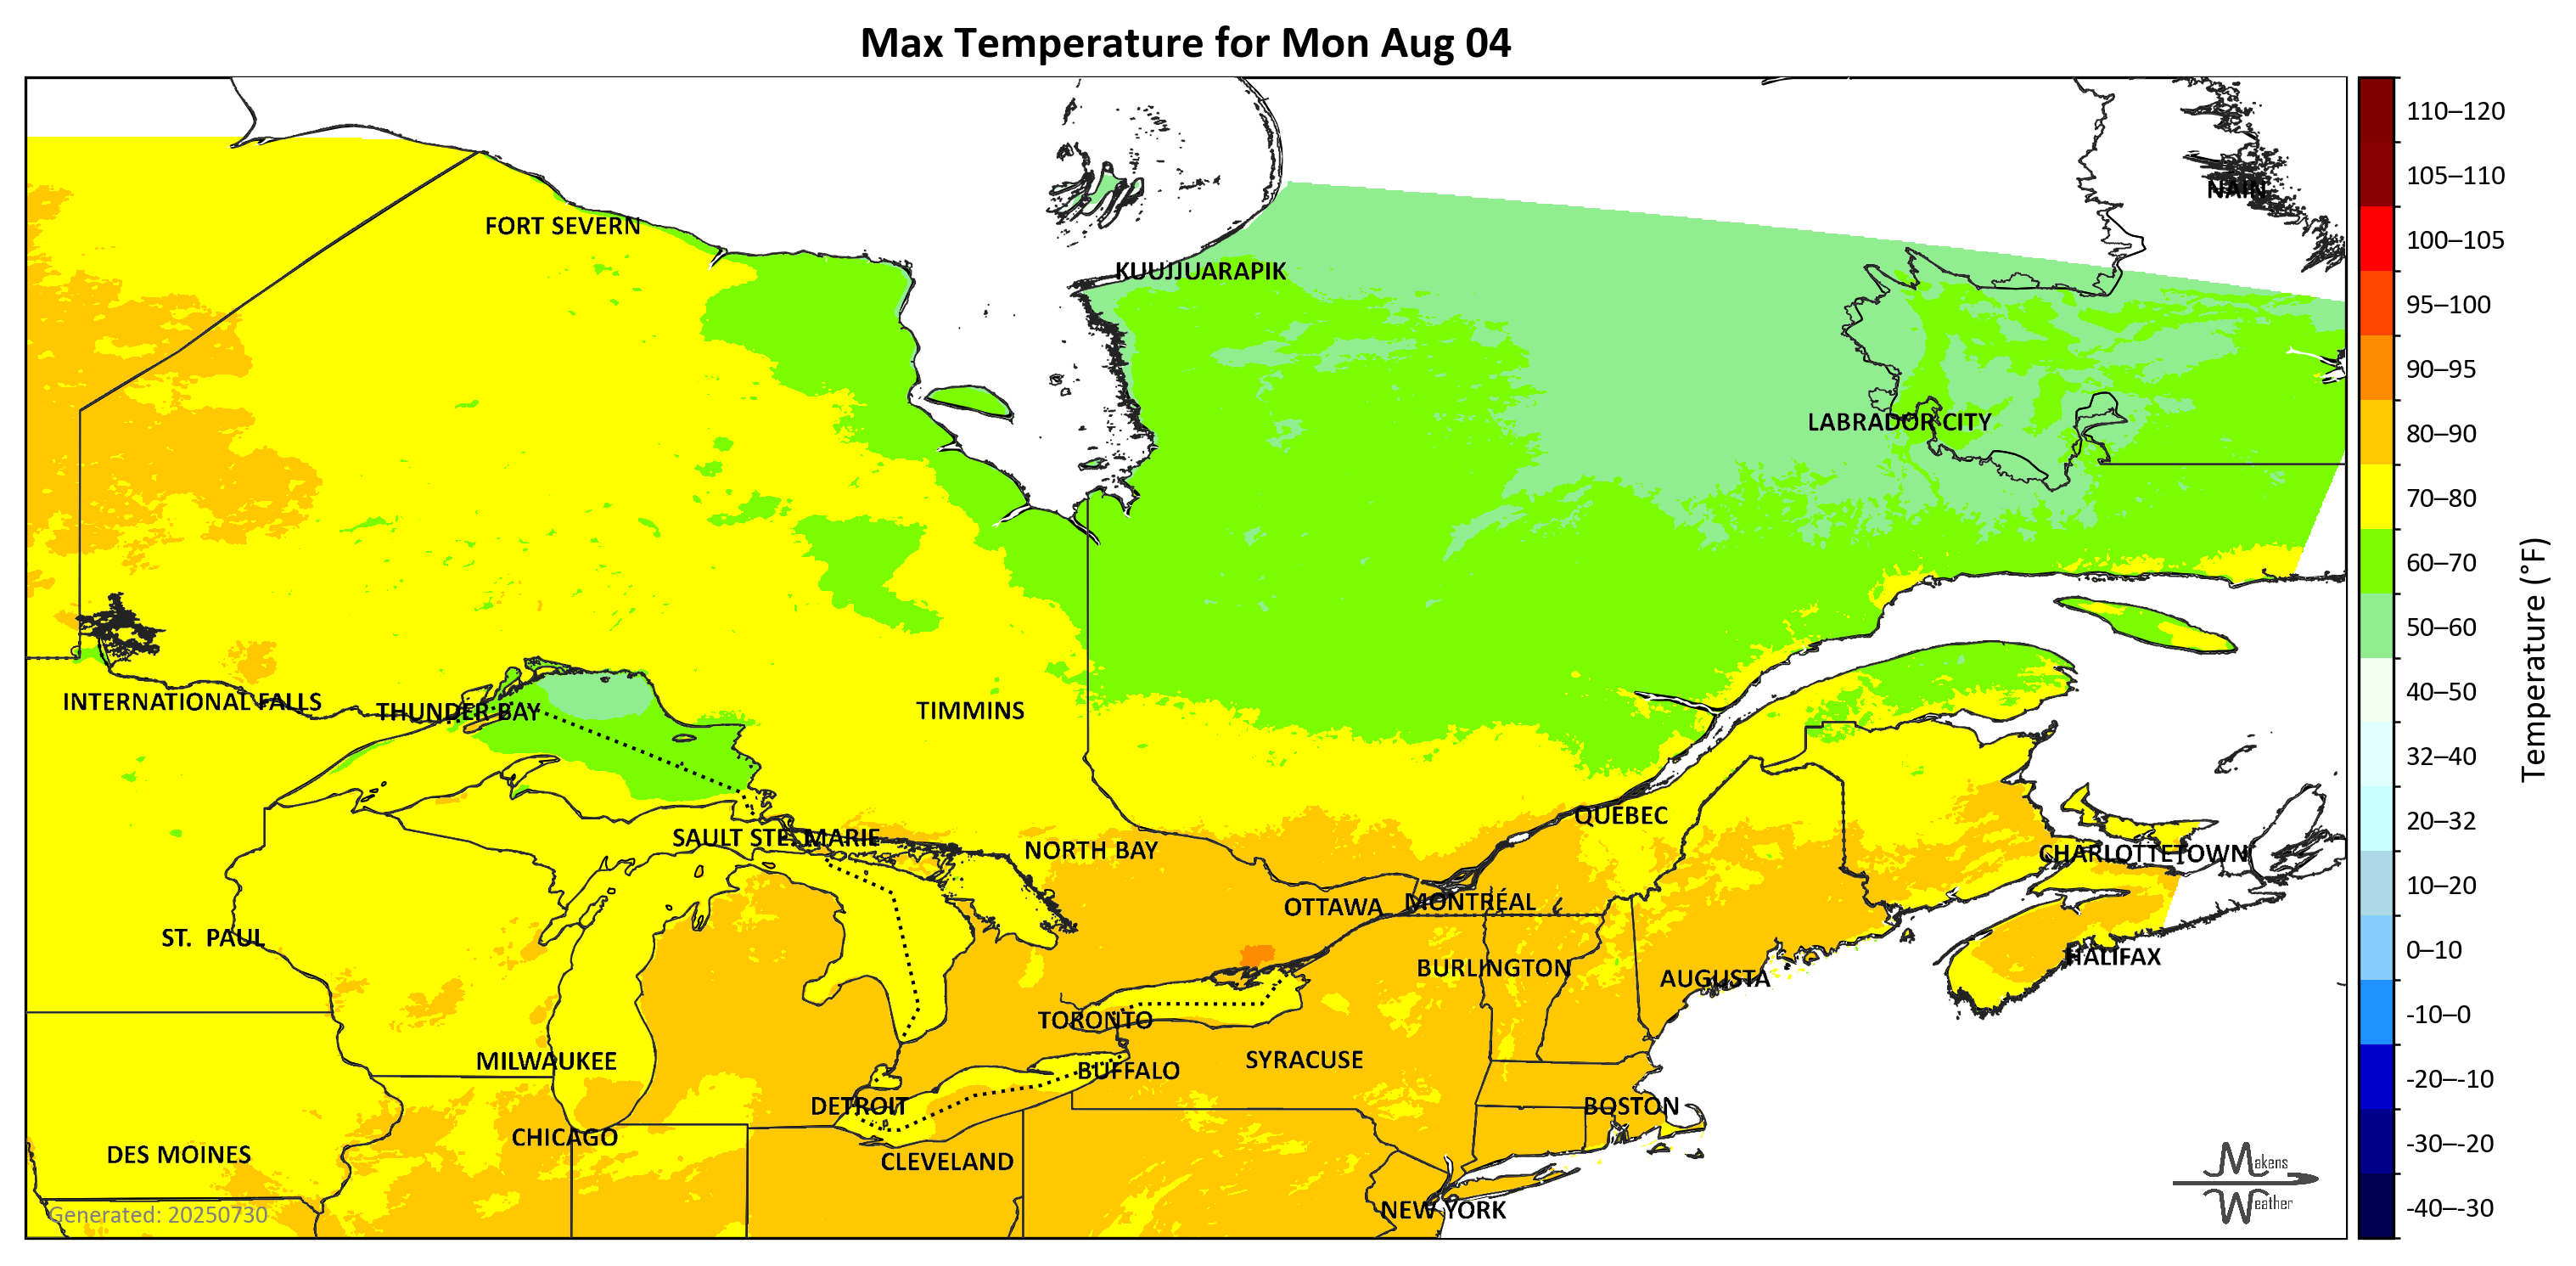 Max Temperature for Mon Aug 04
NAIN
FORT SEVERN
KUUJJUARAPIK
LABRADOR CITY
INTERNATIONAL FALLS
THUNDER BAY
TIMMINS
QUEBEC
SAULT STE. MARIE
NORTH BAY
CHARLOTTETOWN
OTTAWA
MONTRÉAL
ST. PAUL
HALIFAX
BURLINGTON
AUGUSTA
TORONTO
MILWAUKEE
SYRACUSE
BUFFALO
DETROIT
BOSTON
CHICAGO
DES MOINES
CLEVELAND
NEW YORK
Generated: 20250730
Makens
Weather
110–120
105–110
100–105
95–100
90–95
80–90
70–80
60–70
50–60
40–50
32–40
20–32
10–20
0–10
-10–0
-20–-10
-30–-20
-40–-30
Temperature (°F)